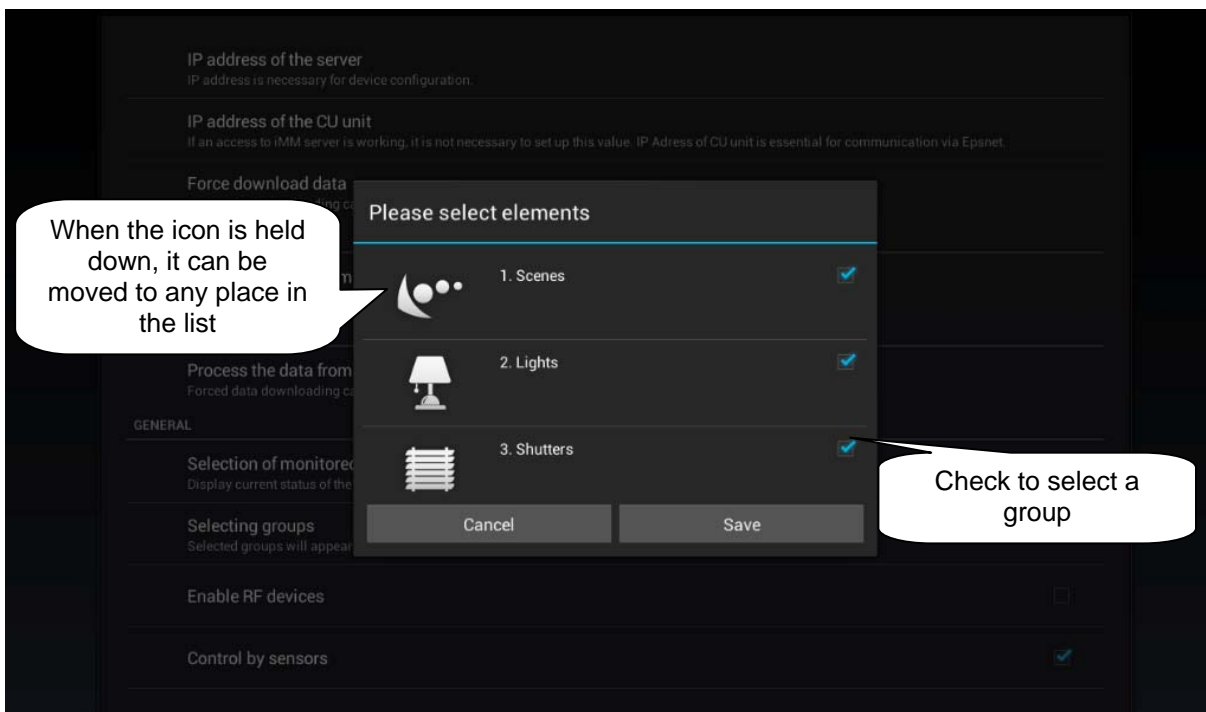 IP address of the server
IP address is necessary for device configuration.
IP address of the CU unit
If an access to iMM server is working, it is not necessary to set up this value. IP Adress of CU unit is essential for communication via Epsnet.
Force download data
When the icon is held
down, it can be
moved to any place in
the list
Please select elements
1. Scenes
2. Lights
3. Shutters
Cancel
Save
Check to select a
group
Process the data from
Forced data downloading ca
GENERAL
Selection of monitored
Display current status of the
Selecting groups
Selected groups will appear
Enable RF devices
Control by sensors